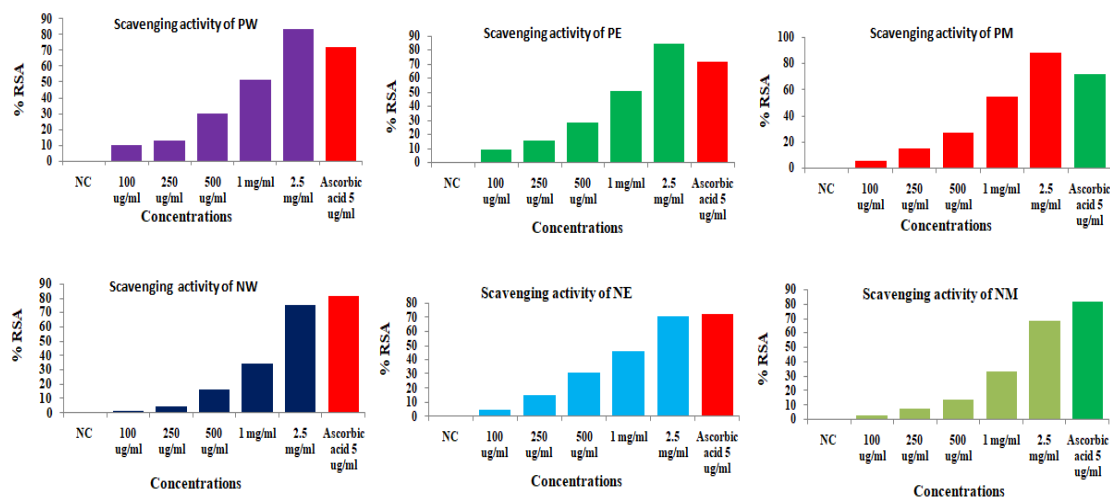 Scavenging activity of PW
% RSA
90
80
70
60
50
40
30
20
10
NC
100 ug/ml
250 ug/ml
500 ug/ml
1 mg/ml
2.5 mg/ml
Ascorbic acid 5 ug/ml
Concentrations
Scavenging activity of PE
% RSA
90
80
70
60
50
40
30
20
10
0
NC
100 ug/ml
250 ug/ml
500 ug/ml
1 mg/ml
2.5 mg/ml
Ascorbic acid 5 ug/ml
Concentrations
Scavenging activity of PM
% RSA
100
80
60
40
20
0
NC
100 ug/ml
250 ug/ml
500 ug/ml
1 mg/ml
2.5 mg/ml
Ascorbic acid 5 ug/ml
Concentrations
Scavenging activity of NW
% RSA
90
80
70
60
50
40
30
20
10
0
NC
100 ug/ml
250 ug/ml
500 ug/ml
1 mg/ml
2.5 mg/ml
Ascorbic acid 5 ug/ml
Concentrations
Scavenging activity of NE
% RSA
80
70
60
50
40
30
20
10
0
NC
100 ug/ml
250 ug/ml
500 ug/ml
1 mg/ml
2.5 mg/ml
Ascorbic acid 5 ug/ml
Concentrations
Scavenging activity of NM
% RSA
90
80
70
60
50
40
30
20
10
0
NC
100 ug/ml
250 ug/ml
500 ug/ml
1 mg/ml
2.5 mg/ml
Ascorbic acid 5 ug/ml
Concentrations